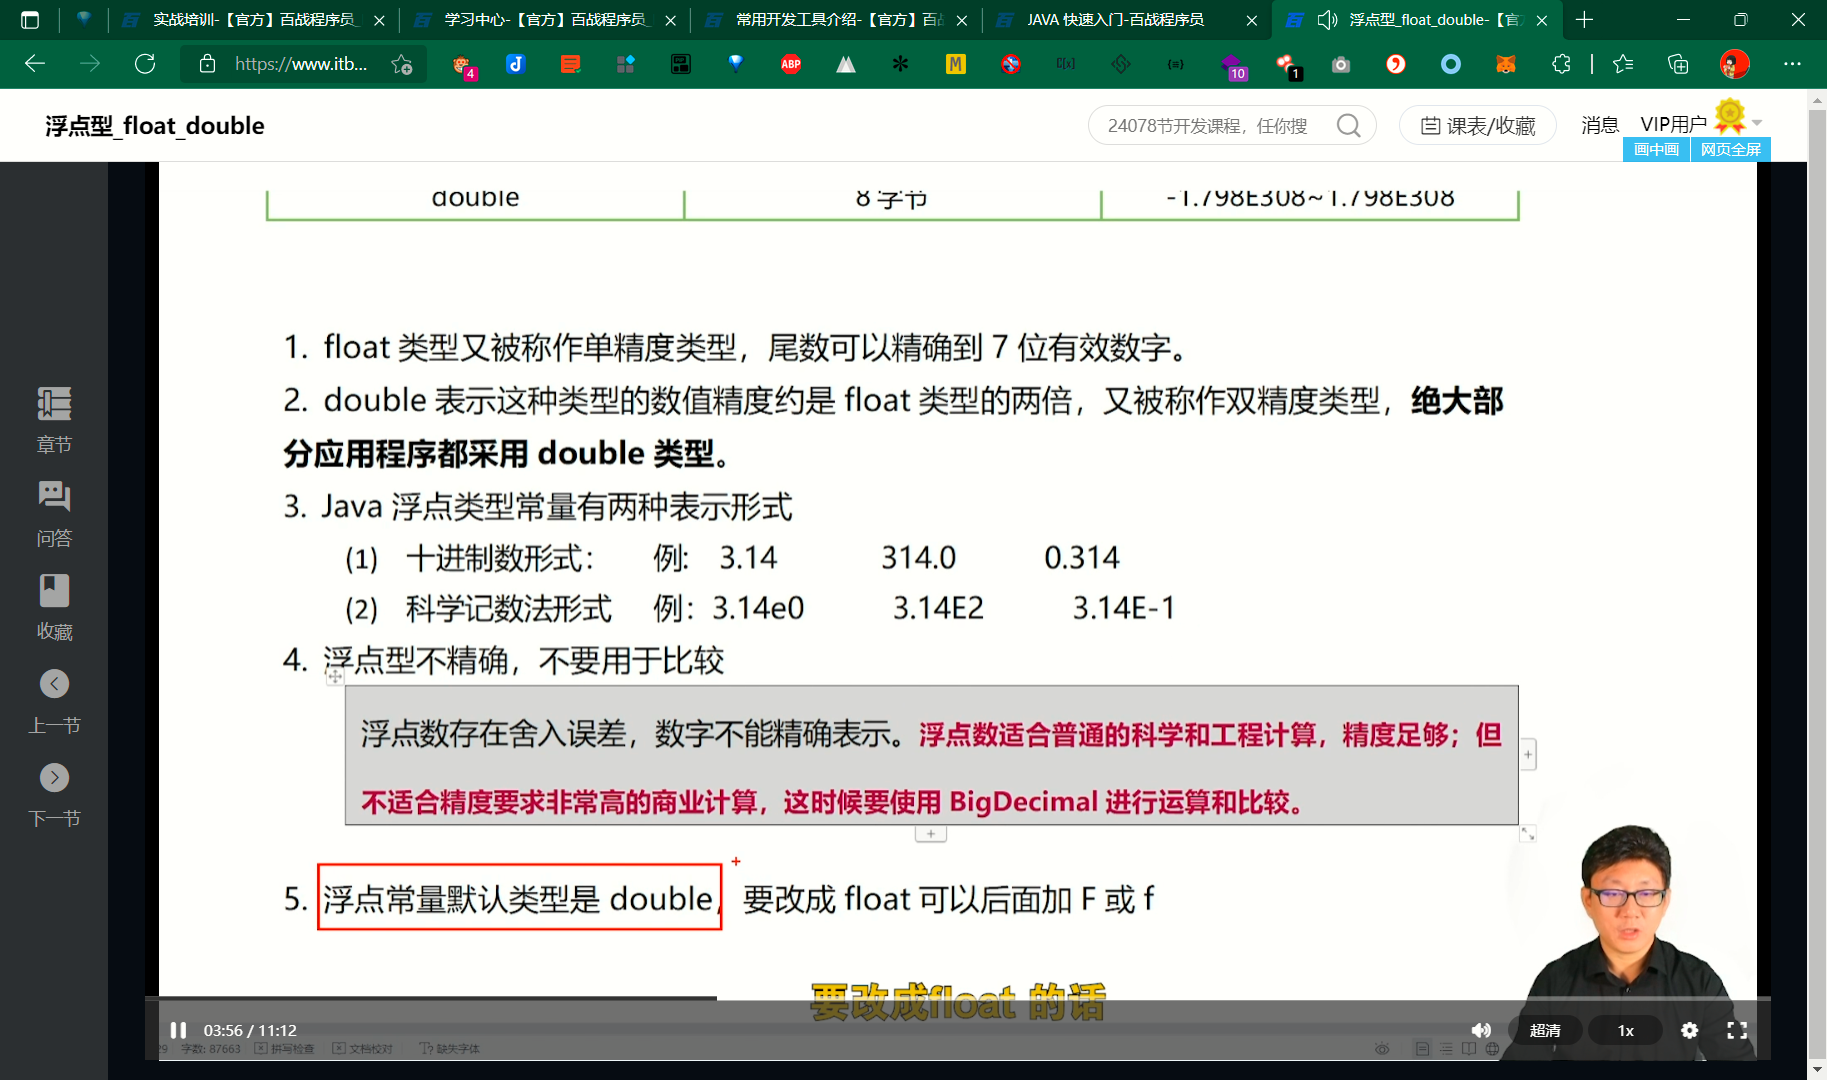 实战培训-【官方】百战程序员_
学习中心-【官方】百战程序员_
常用开发工具介绍-【官方】百战
JAVA 快速入门-百战程序员
浮点型_float_double-【官方
https://www.itb...
4
ABP
M
10
1
浮点型_float_double
24078节开发课程，任你搜
课表/收藏
消息
VIP用户
画中画
网页全屏
double
8 字节
-1.798E308~1.798E308
1. float 类型又被称作单精度类型，尾数可以精确到 7 位有效数字。
2. double 表示这种类型的数值精度约是 float 类型的两倍，又被称作双精度类型，绝大部
分应用程序都采用 double 类型。
3. Java 浮点类型常量有两种表示形式
(1) 十进制数形式： 例: 3.14 314.0 0.314
(2) 科学记数法形式 例：3.14e0 3.14E2 3.14E-1
4. 浮点型不精确，不要用于比较
浮点数存在舍入误差，数字不能精确表示。浮点数适合普通的科学和工程计算，精度足够；但
不适合精度要求非常高的商业计算，这时候要使用 BigDecimal 进行运算和比较。
5. 浮点常量默认类型是 double，要改成 float 可以后面加 F 或 f
要改成float 的话
章节
问答
收藏
上一节
下一节
03:56 / 11:12
超清
1x
字数: 87663
拼写检查
文档校对
缺失字体